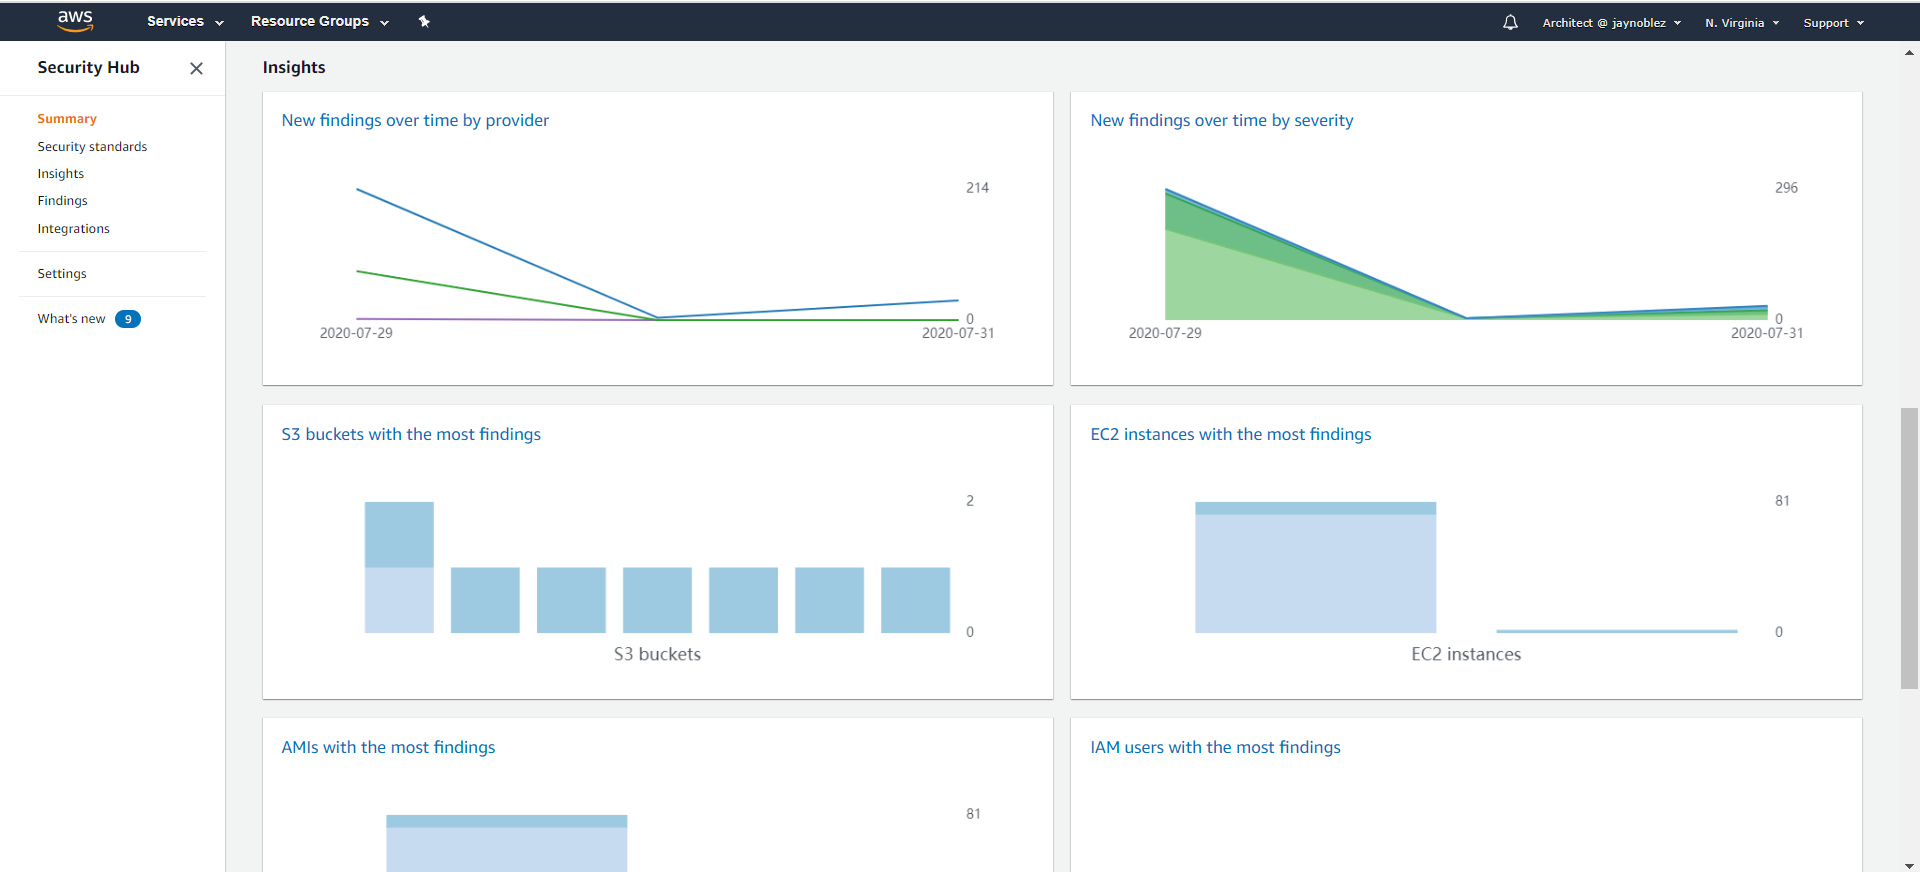 aws Services Resource Groups Architect @ jaynoblez N. Virginia Support
Security Hub
Summary
Security standards
Insights
Findings
Integrations
Settings
What's new 9
Insights
New findings over time by provider
214
0
2020-07-29 2020-07-31
New findings over time by severity
296
0
2020-07-29 2020-07-31
S3 buckets with the most findings
2
0
S3 buckets
EC2 instances with the most findings
81
0
EC2 instances
AMIs with the most findings
81
IAM users with the most findings